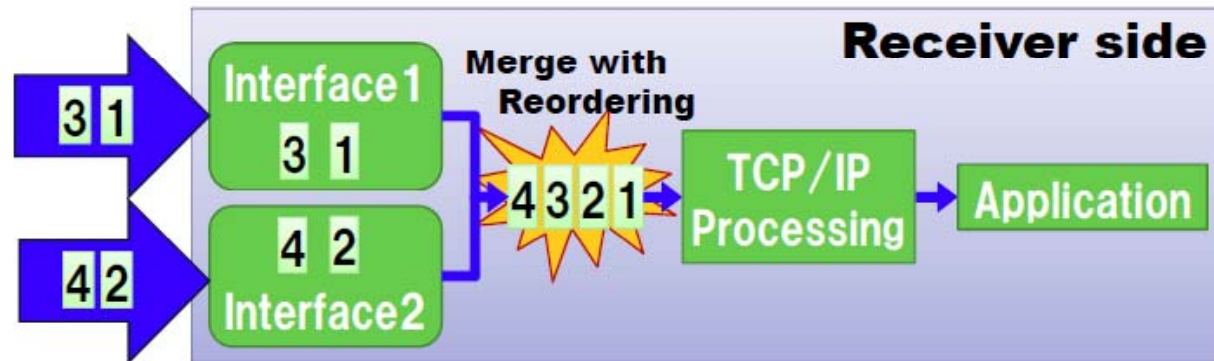 Receiver side
3 1
Interface1
3 1
4 2
4 2
Interface2
Merge with
Reordering
4 3 2 1
TCP/IP
Processing
Application